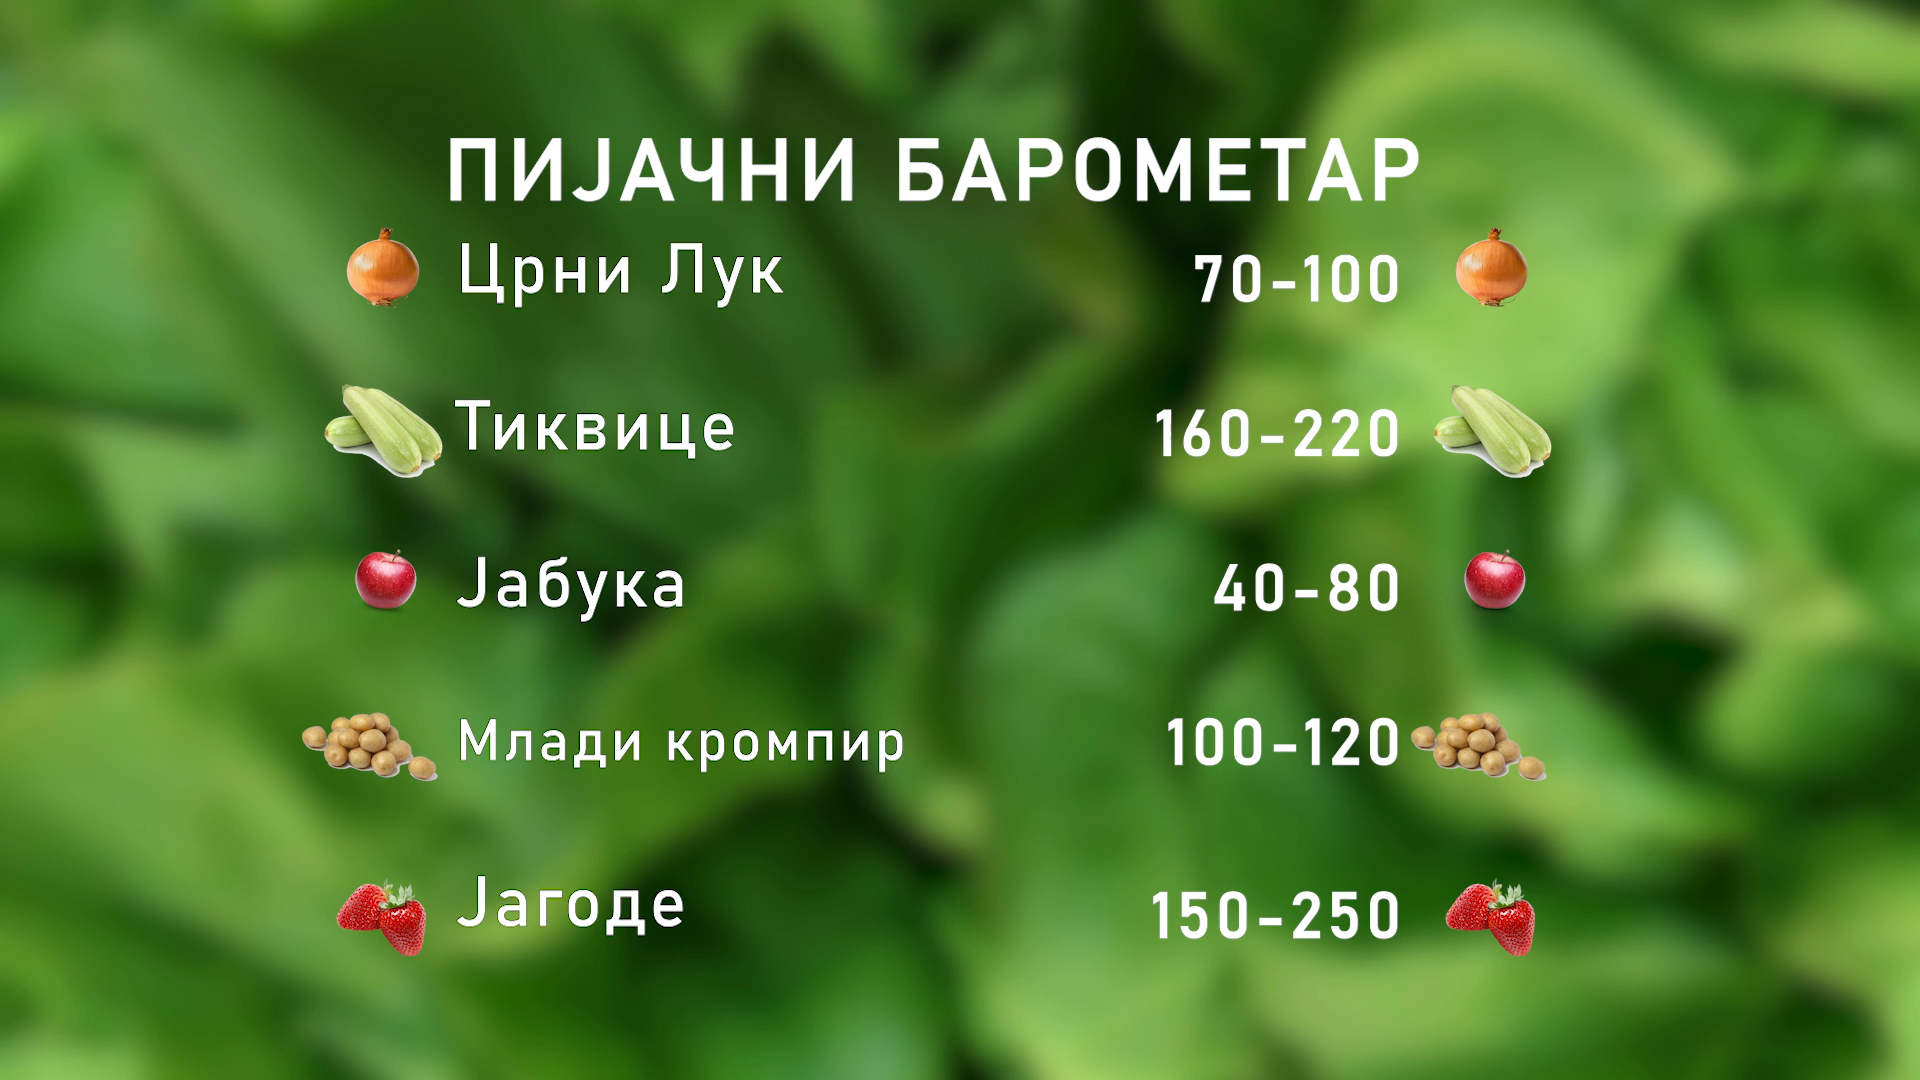 ПИЈАЧНИ БАРОМЕТАР
Црни Лук 70-100
Тиквице 160-220
Јабука 40-80
Млади кромпир 100-120
Јагоде 150-250